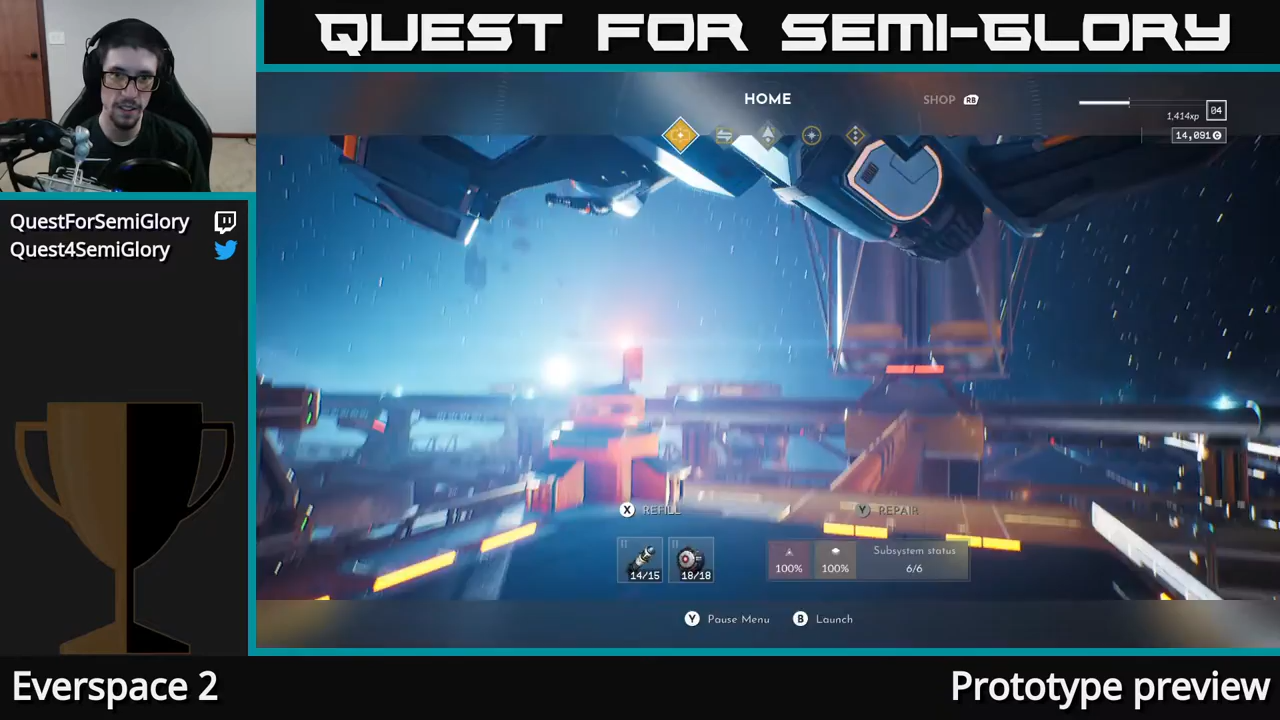 QUEST FOR SEMI-GLORY
HOME
SHOP RB
1,414xp
04
14,091
QuestForSemiGlory
Quest4SemiGlory
X REFILL
Y REPAIR
14/15
18/18
100%
100%
Subsystem status
6/6
Y Pause Menu
B Launch
Everspace 2
Prototype preview